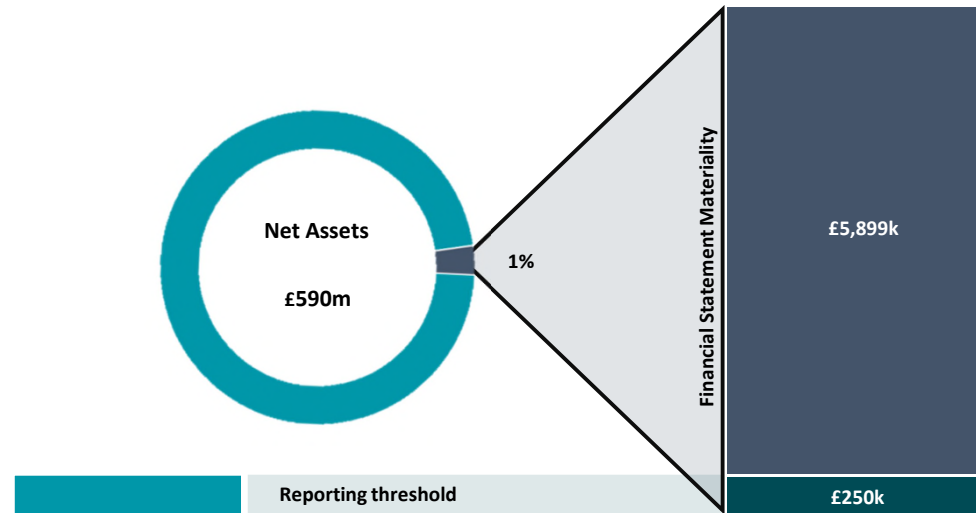 Net Assets
£590m
1%
Financial Statement Materiality
£5,899k
Reporting threshold
£250k